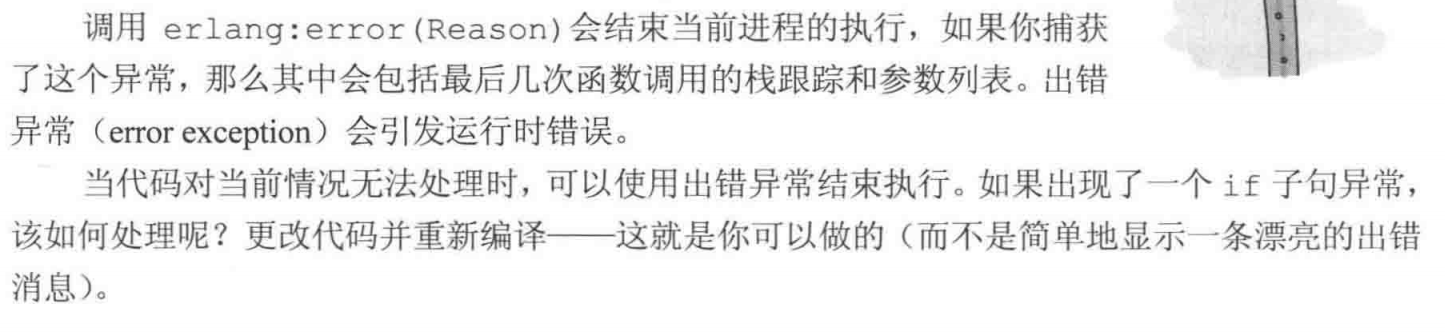 调用 erlang:error(Reason)会结束当前进程的执行，如果你捕获
了这个异常，那么其中会包括最后几次函数调用的栈跟踪和参数列表。出错
异常（error exception）会引发运行时错误。
当代码对当前情况无法处理时，可以使用出错异常结束执行。如果出现了一个 if 子句异常，
该如何处理呢？更改代码并重新编译——这就是你可以做的（而不是简单地显示一条漂亮的出错
消息）。